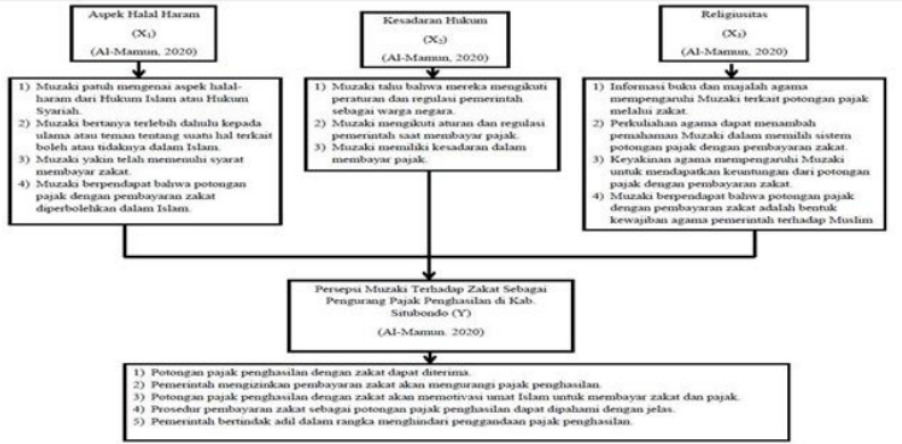 Aspek Halal Haram
(X1)
(Al-Mamun, 2020)
1) Muzaki patuh mengenai aspek halal-
haram dari Hukum Islam atau Hukum
Syariah.
2) Muzaki bertanya terlebih dahulu kepada
ulama atau teman tentang suatu hal terkait
boleh atau tidaknya dalam Islam.
3) Muzaki yakin telah memenuhi syarat
membayar zakat.
4) Muzaki berpendapat bahwa potongan
pajak dengan pembayaran zakat
diperbolehkan dalam Islam.
Kesadaran Hukum
(X2)
(Al-Mamun, 2020)
1) Muzaki tahu bahwa mereka mengikuti
peraturan dan regulasi pemerintah
sebagai warga negara.
2) Muzaki mengikuti aturan dan regulasi
pemerintah saat membayar pajak.
3) Muzaki memiliki kesadaran dalam
membayar pajak.
Religiusitas
(X3)
(Al-Mamun, 2020)
1) Informasi buku dan majalah agama
mempengaruhi Muzaki terkait potongan pajak
melalui zakat.
2) Perkuliahan agama dapat menambah
pemahaman Muzaki dalam memilih sistem
potongan pajak dengan pembayaran zakat.
3) Keyakinan agama mempengaruhi Muzaki
untuk mendapatkan keuntungan dari potongan
pajak dengan pembayaran zakat.
4) Muzaki berpendapat bahwa potongan pajak
dengan pembayaran zakat adalah bentuk
kewajiban agama pemerintah terhadap Muslim
Persepsi Muzaki Terhadap Zakat Sebagai
Pengurang Pajak Penghasilan di Kab.
Situbondo (Y)
(Al-Mamun. 2020)
1) Potongan pajak penghasilan dengan zakat dapat diterima.
2) Pemerintah mengizinkan pembayaran zakat akan mengurangi pajak penghasilan.
3) Potongan pajak penghasilan dengan zakat akan memotivasi umat Islam untuk membayar zakat dan pajak.
4) Prosedur pembayaran zakat sebagai potongan pajak penghasilan dapat dipahami dengan jelas.
5) Pemerintah bertindak adil dalam rangka menghindari penggandaan pajak penghasilan.